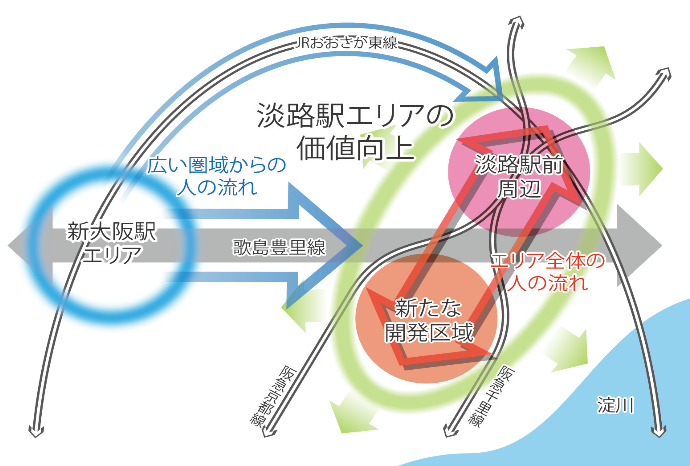 JRおおさか東線
淡路駅エリアの
価値向上
広い圏域からの
人の流れ
淡路駅前
周辺
新大阪駅
エリア
歌島豊里線
エリア全体の
人の流れ
新たな
開発区域
阪急京都線
阪急千里線
淀川